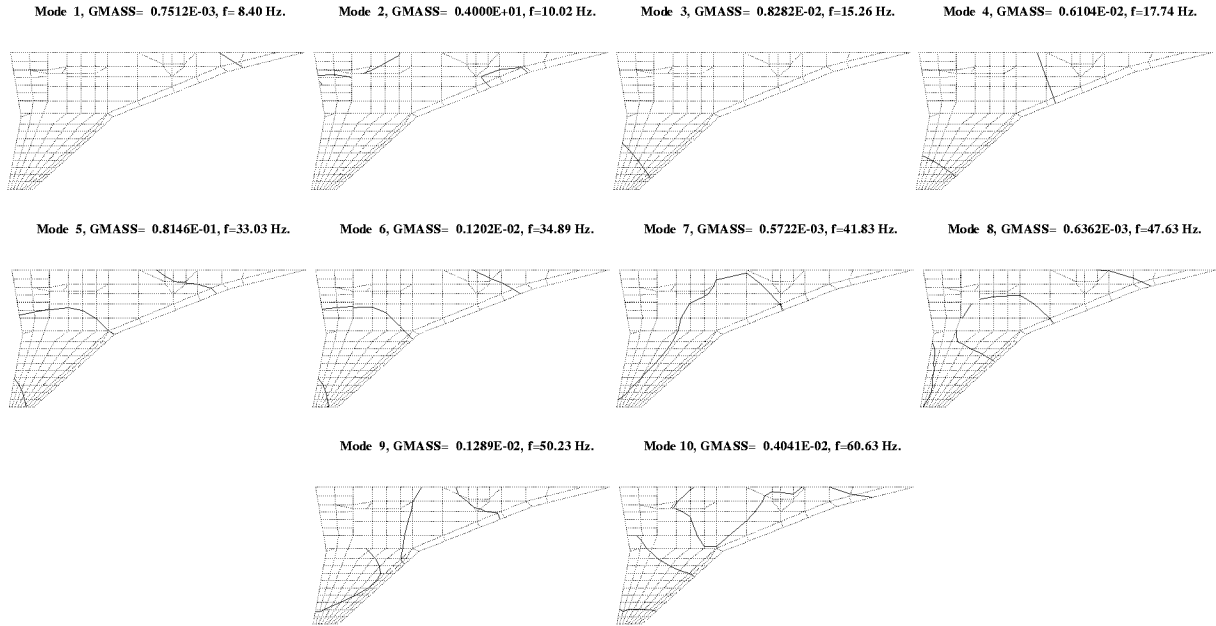 Mode 1, GMASS= 0.7512E-03, f= 8.40 Hz.
Mode 2, GMASS= 0.4000E+01, f=10.02 Hz.
Mode 3, GMASS= 0.8282E-02, f=15.26 Hz.
Mode 4, GMASS= 0.6104E-02, f=17.74 Hz.
Mode 5, GMASS= 0.8146E-01, f=33.03 Hz.
Mode 6, GMASS= 0.1202E-02, f=34.89 Hz.
Mode 7, GMASS= 0.5722E-03, f=41.83 Hz.
Mode 8, GMASS= 0.6362E-03, f=47.63 Hz.
Mode 9, GMASS= 0.1289E-02, f=50.23 Hz.
Mode 10, GMASS= 0.4041E-02, f=60.63 Hz.